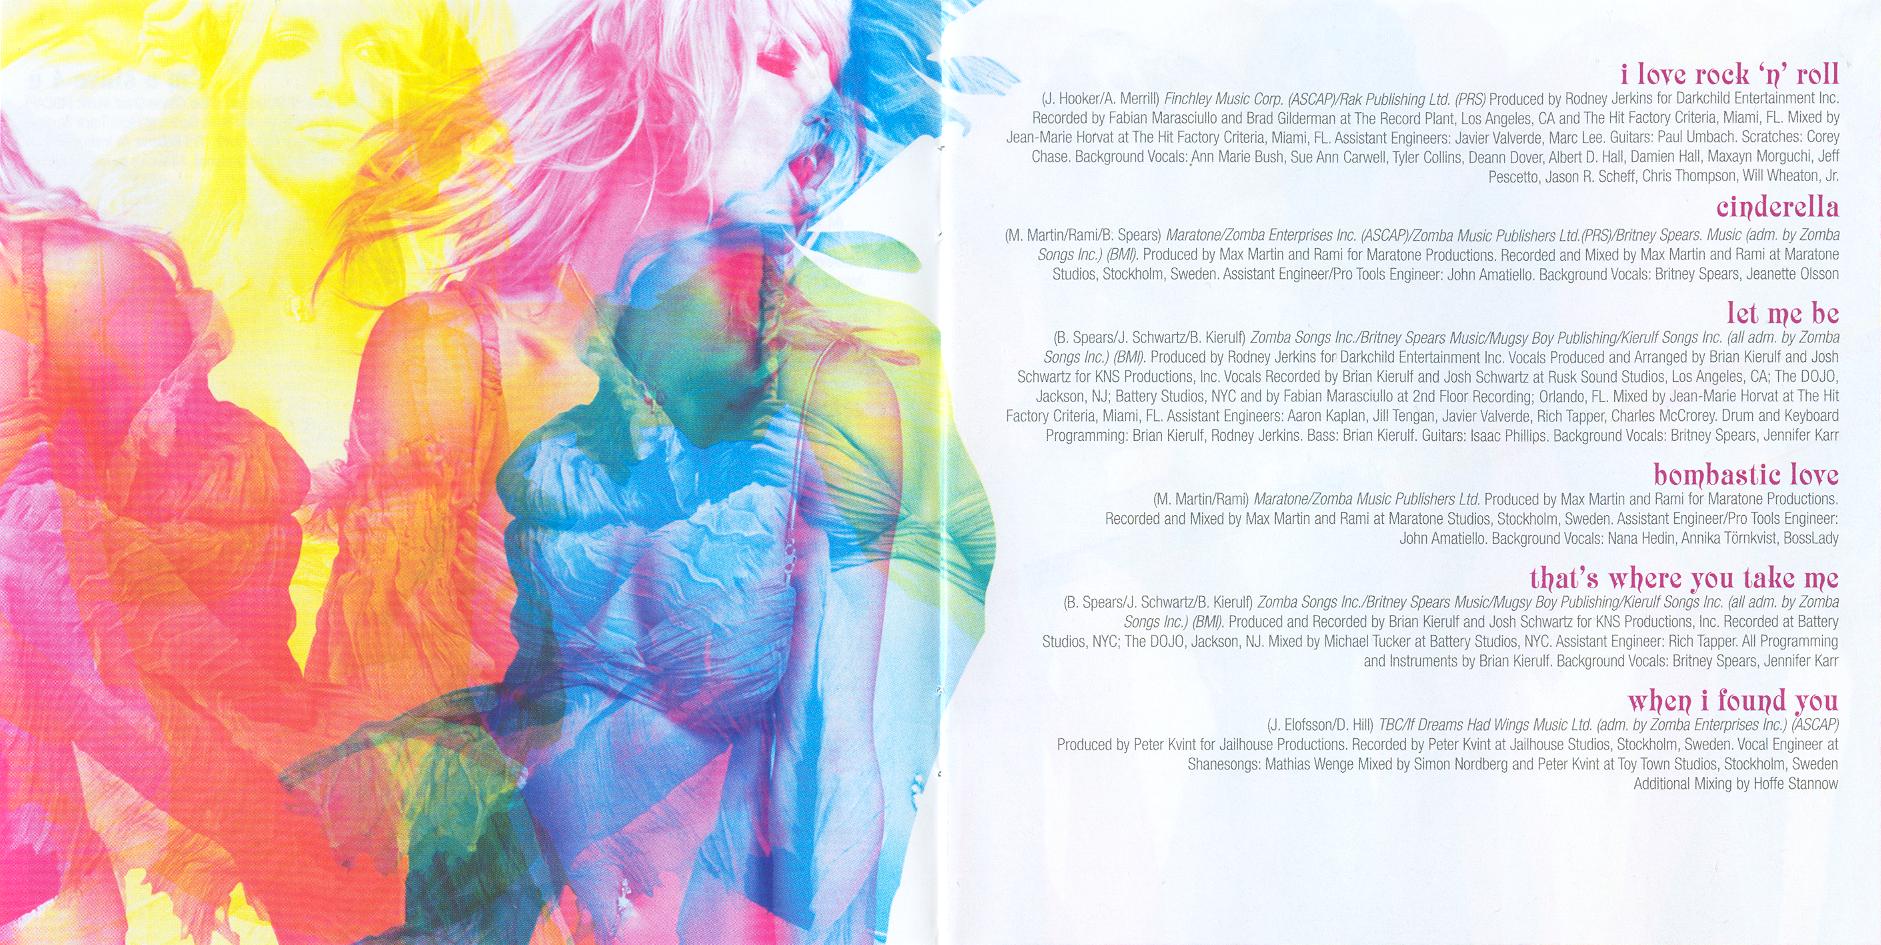 i love rock ‘n’ roll
(J. Hooker/A. Merrill) Finchley Music Corp. (ASCAP)/Rak Publishing Ltd. (PRS) Produced by Rodney Jerkins for Darkchild Entertainment Inc.
Recorded by Fabian Marasciullo and Brad Gilderman at The Record Plant, Los Angeles, CA and The Hit Factory Criteria, Miami, FL. Mixed by
Jean-Marie Horvat at The Hit Factory Criteria, Miami, FL. Assistant Engineers: Javier Valverde, Marc Lee. Guitars: Paul Umbach. Scratches: Corey
Chase. Background Vocals: Ann Marie Bush, Sue Ann Carwell, Tyler Collins, Deann Dover, Albert D. Hall, Damien Hall, Maxayn Morguchi, Jeff
Pescetto, Jason R. Scheff, Chris Thompson, Will Wheaton, Jr.
cinderella
(M. Martin/Rami/B. Spears) Maratone/Zomba Enterprises Inc. (ASCAP)/Zomba Music Publishers Ltd.(PRS)/Britney Spears. Music (adm. by Zomba
Songs Inc.) (BMI). Produced by Max Martin and Rami for Maratone Productions. Recorded and Mixed by Max Martin and Rami at Maratone
Studios, Stockholm, Sweden. Assistant Engineer/Pro Tools Engineer: John Amatiello. Background Vocals: Britney Spears, Jeanette Olsson
let me be
(B. Spears/J. Schwartz/B. Kierulf) Zomba Songs Inc./Britney Spears Music/Mugsy Boy Publishing/Kierulf Songs Inc. (all adm. by Zomba
Songs Inc.) (BMI). Produced by Rodney Jerkins for Darkchild Entertainment Inc. Vocals Produced and Arranged by Brian Kierulf and Josh
Schwartz for KNS Productions, Inc. Vocals Recorded by Brian Kierulf and Josh Schwartz at Rusk Sound Studios, Los Angeles, CA; The DOJO,
Jackson, NJ; Battery Studios, NYC and by Fabian Marasciullo at 2nd Floor Recording; Orlando, FL. Mixed by Jean-Marie Horvat at The Hit
Factory Criteria, Miami, FL. Assistant Engineers: Aaron Kaplan, Jill Tengan, Javier Valverde, Rich Tapper, Charles McCrorey. Drum and Keyboard
Programming: Brian Kierulf, Rodney Jerkins. Bass: Brian Kierulf. Guitars: Isaac Phillips. Background Vocals: Britney Spears, Jennifer Karr
bombastic love
(M. Martin/Rami) Maratone/Zomba Music Publishers Ltd. Produced by Max Martin and Rami for Maratone Productions.
Recorded and Mixed by Max Martin and Rami at Maratone Studios, Stockholm, Sweden. Assistant Engineer/Pro Tools Engineer:
John Amatiello. Background Vocals: Nana Hedin, Annika Törnkvist, BossLady
that’s where you take me
(B. Spears/J. Schwartz/B. Kierulf) Zomba Songs Inc./Britney Spears Music/Mugsy Boy Publishing/Kierulf Songs Inc. (all adm. by Zomba
Songs Inc.) (BMI). Produced and Recorded by Brian Kierulf and Josh Schwartz for KNS Productions, Inc. Recorded at Battery
Studios, NYC; The DOJO, Jackson, NJ. Mixed by Michael Tucker at Battery Studios, NYC. Assistant Engineer: Rich Tapper. All Programming
and Instruments by Brian Kierulf. Background Vocals: Britney Spears, Jennifer Karr
when i found you
(J. Elofsson/D. Hill) TBC/If Dreams Had Wings Music Ltd. (adm. by Zomba Enterprises Inc.) (ASCAP)
Produced by Peter Kvint for Jailhouse Productions. Recorded by Peter Kvint at Jailhouse Studios, Stockholm, Sweden. Vocal Engineer at
Shanesongs: Mathias Wenge Mixed by Simon Nordberg and Peter Kvint at Toy Town Studios, Stockholm, Sweden
Additional Mixing by Hoffe Stannow